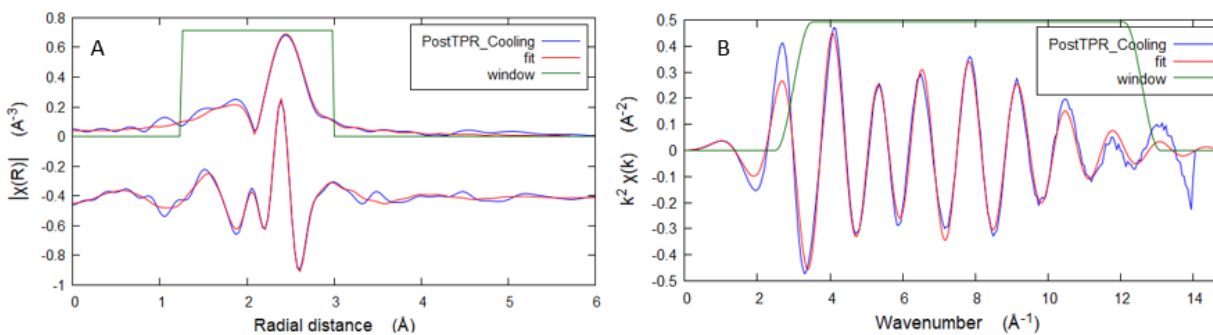 A
PostTPR_Cooling
fit
window
0.8
0.6
0.4
0.2
0
-0.2
-0.4
-0.6
-0.8
-1
|χ(R)| (Å⁻³)
0 1 2 3 4 5 6
Radial distance (Å)
B
PostTPR_Cooling
fit
window
0.5
0.4
0.3
0.2
0.1
0
-0.1
-0.2
-0.3
-0.4
-0.5
k² χ(k) (Å⁻²)
0 2 4 6 8 10 12 14
Wavenumber (Å⁻¹)